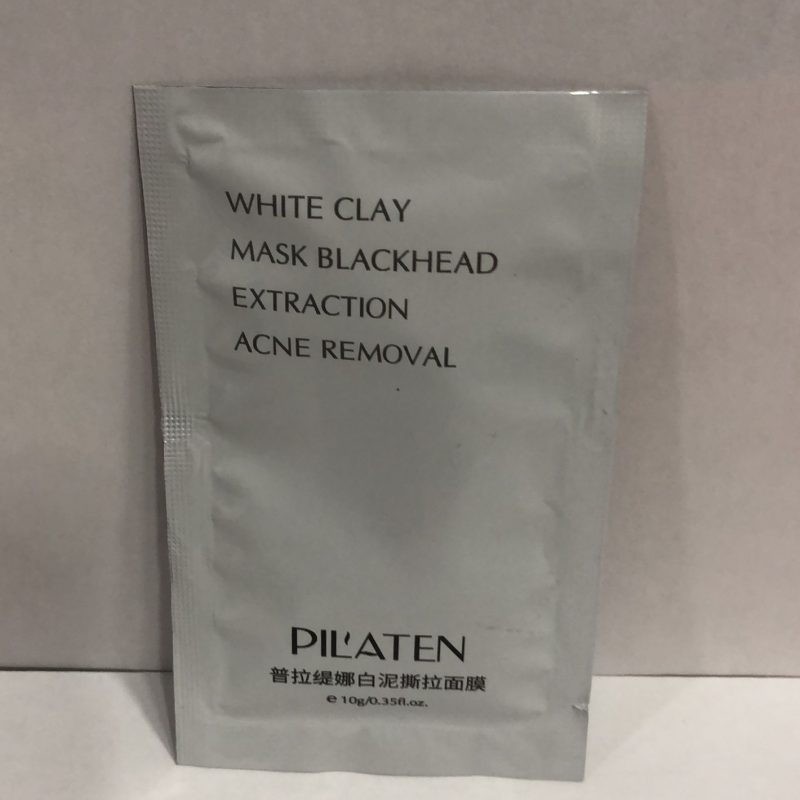 WHITE CLAY
MASK BLACKHEAD
EXTRACTION
ACNE REMOVAL
PIL'ATEN
普拉缇娜白泥撕拉面膜
℮ 10g/0.35fl.oz.